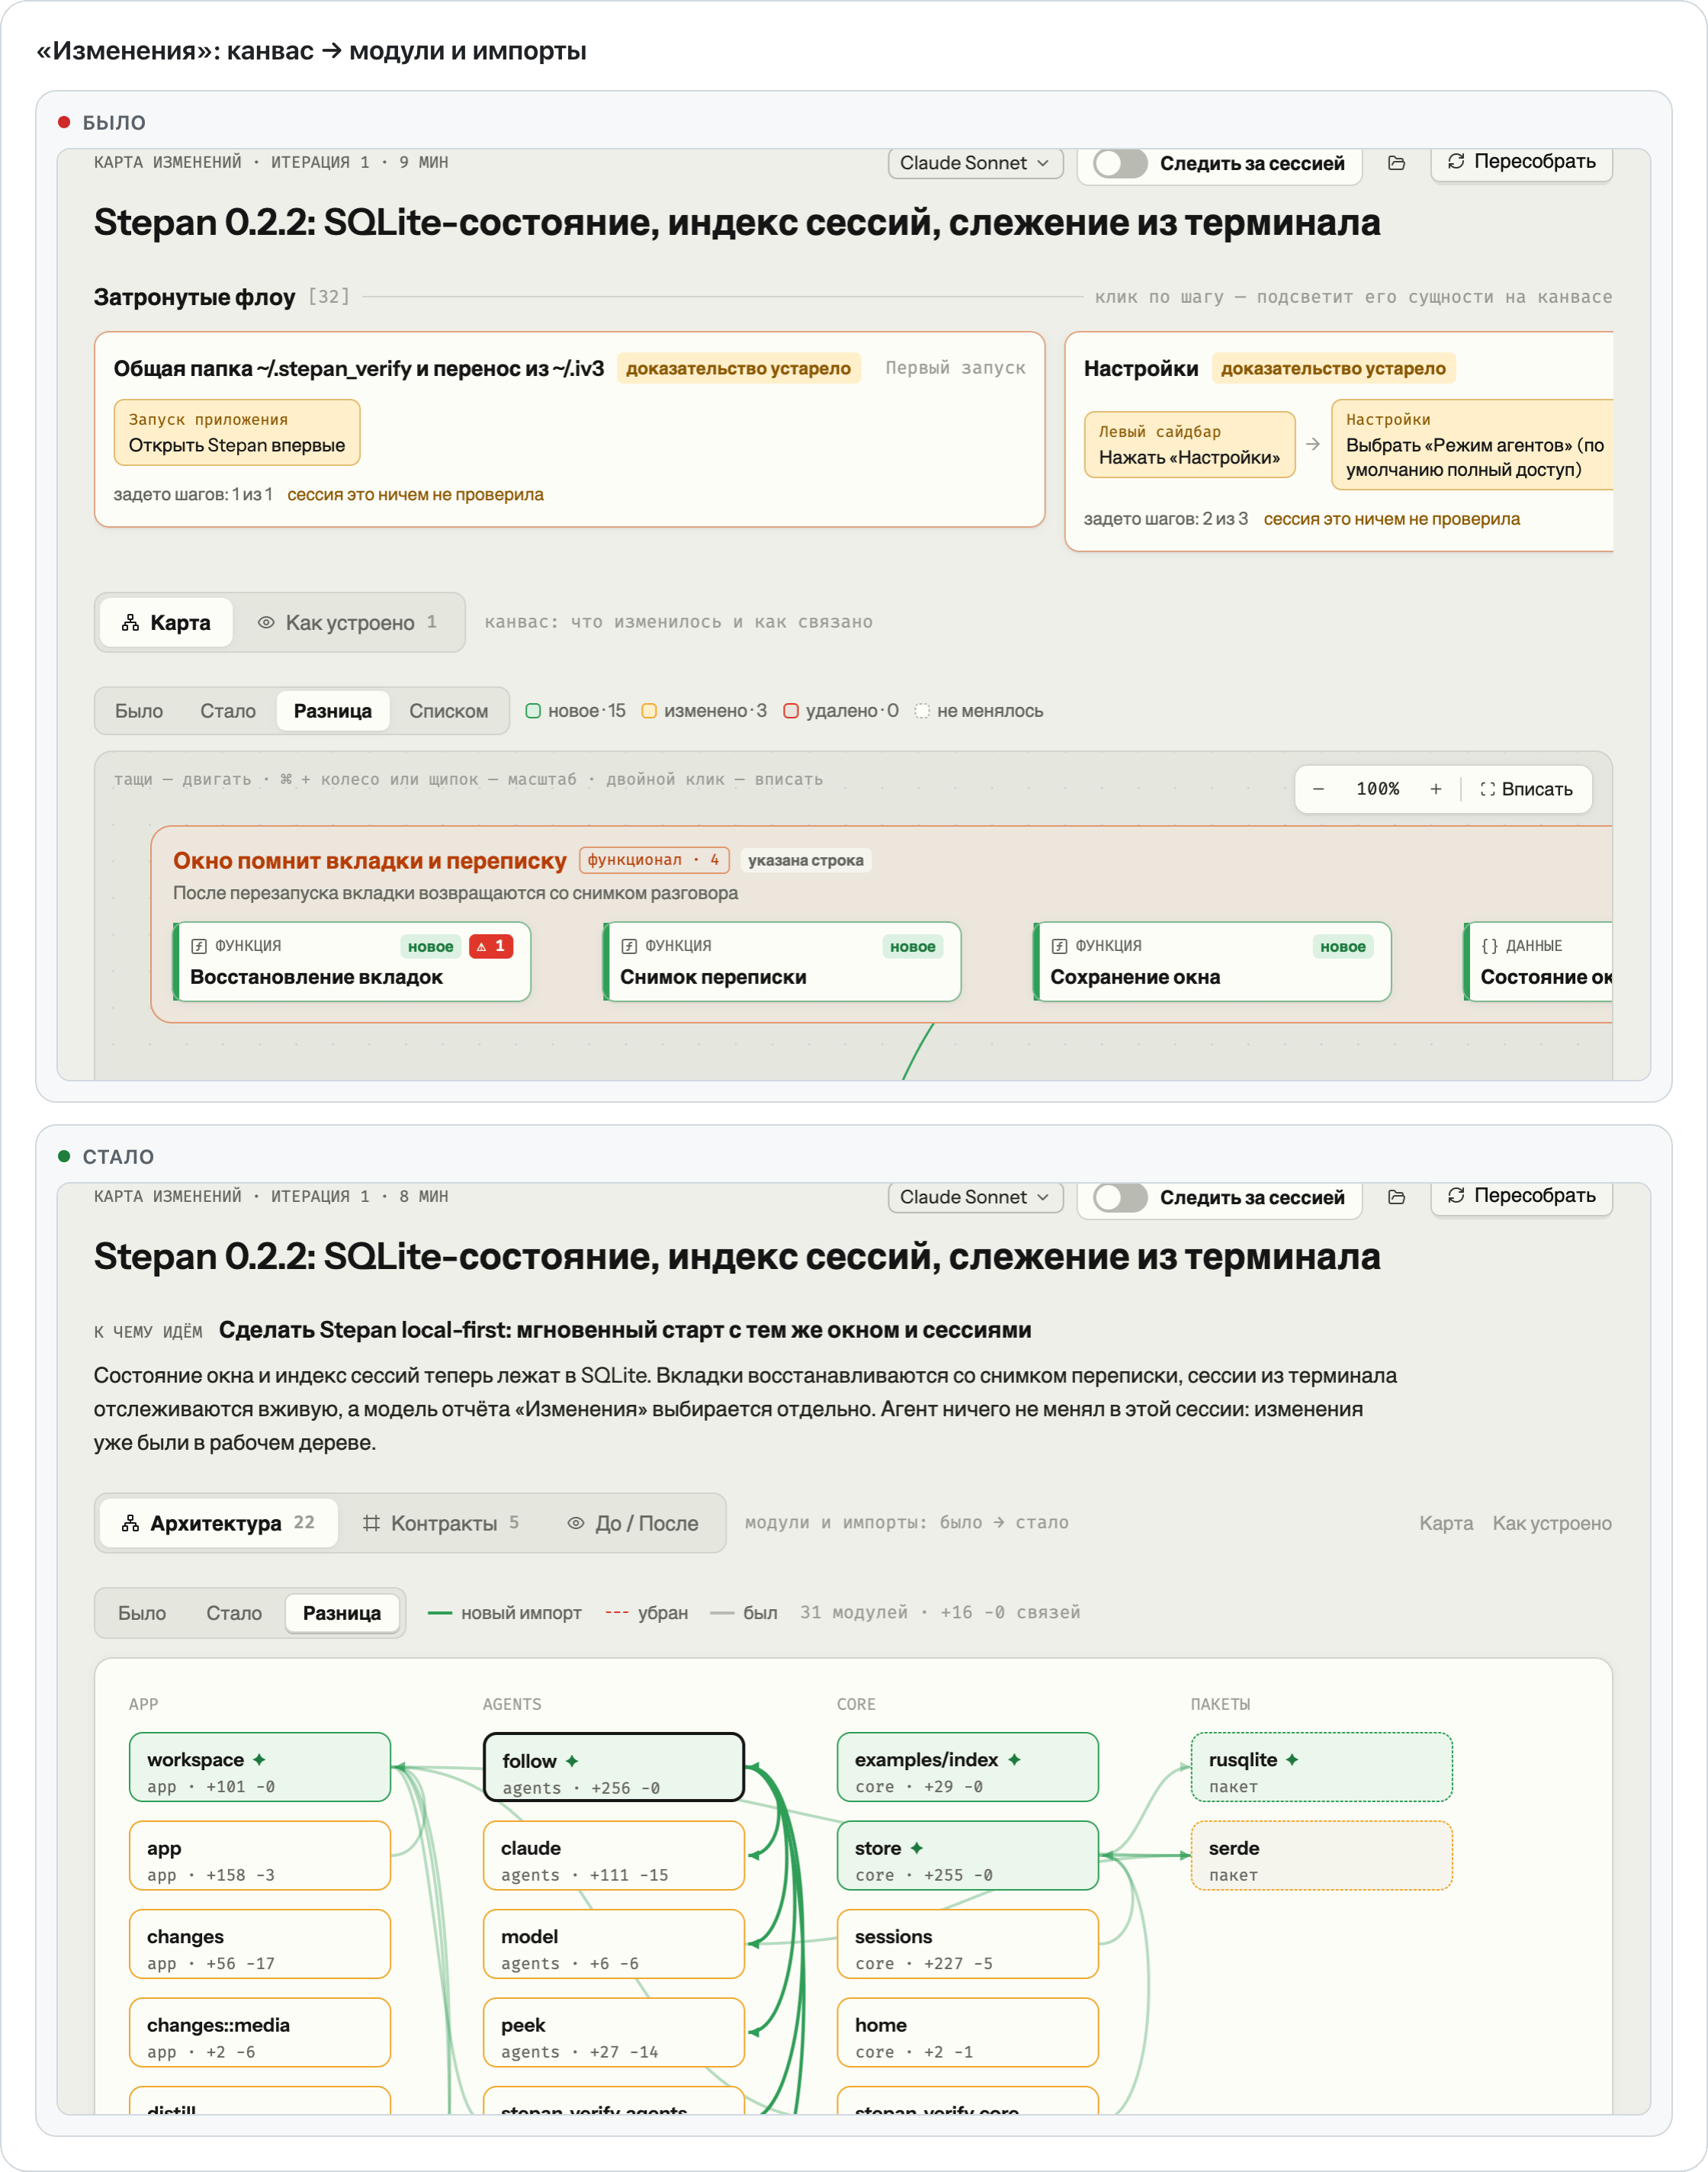 «Изменения»: канвас → модули и импорты
БЫЛО
КАРТА ИЗМЕНЕНИЙ · ИТЕРАЦИЯ 1 · 9 МИН
Claude Sonnet
Следить за сессией
Пересобрать
Stepan 0.2.2: SQLite-состояние, индекс сессий, слежение из терминала
Затронутые флоу [32]
клик по шагу — подсветит его сущности на канвасе
Общая папка ~/.stepan_verify и перенос из ~/.iv3 доказательство устарело Первый запуск
Запуск приложения
Открыть Stepan впервые
задето шагов: 1 из 1 сессия это ничем не проверила
Настройки доказательство устарело
Левый сайдбар
Нажать «Настройки»
→
Настройки
Выбрать «Режим агентов» (по
умолчанию полный доступ)
задето шагов: 2 из 3 сессия это ничем не проверила
Карта Как устроено 1 канвас: что изменилось и как связано
Было Стало Разница Списком новое · 15 изменено · 3 удалено · 0 не менялось
тащи — двигать · ⌘ + колесо или щипок — масштаб · двойной клик — вписать
− 100% + Вписать
Окно помнит вкладки и переписку функционал · 4 указана строка
После перезапуска вкладки возвращаются со снимком разговора
ФУНКЦИЯ новое ⚠ 1
Восстановление вкладок
ФУНКЦИЯ новое
Снимок переписки
ФУНКЦИЯ новое
Сохранение окна
{} ДАННЫЕ
Состояние ок
СТАЛО
КАРТА ИЗМЕНЕНИЙ · ИТЕРАЦИЯ 1 · 8 МИН
Claude Sonnet
Следить за сессией
Пересобрать
Stepan 0.2.2: SQLite-состояние, индекс сессий, слежение из терминала
К ЧЕМУ ИДЁМ Сделать Stepan local-first: мгновенный старт с тем же окном и сессиями
Состояние окна и индекс сессий теперь лежат в SQLite. Вкладки восстанавливаются со снимком переписки, сессии из терминала
отслеживаются вживую, а модель отчёта «Изменения» выбирается отдельно. Агент ничего не менял в этой сессии: изменения
уже были в рабочем дереве.
Архитектура 22 Контракты 5 До / После модули и импорты: было → стало Карта Как устроено
Было Стало Разница новый импорт убран был 31 модулей · +16 -0 связей
APP
AGENTS
CORE
ПАКЕТЫ
workspace ✦
app · +101 -0
follow ✦
agents · +256 -0
examples/index ✦
core · +29 -0
rusqlite ✦
пакет
app
app · +158 -3
claude
agents · +111 -15
store ✦
core · +255 -0
serde
пакет
changes
app · +56 -17
model
agents · +6 -6
sessions
core · +227 -5
changes::media
app · +2 -6
peek
agents · +27 -14
home
core · +2 -1
distill
stepan_verify_agents
stepan_verify_core